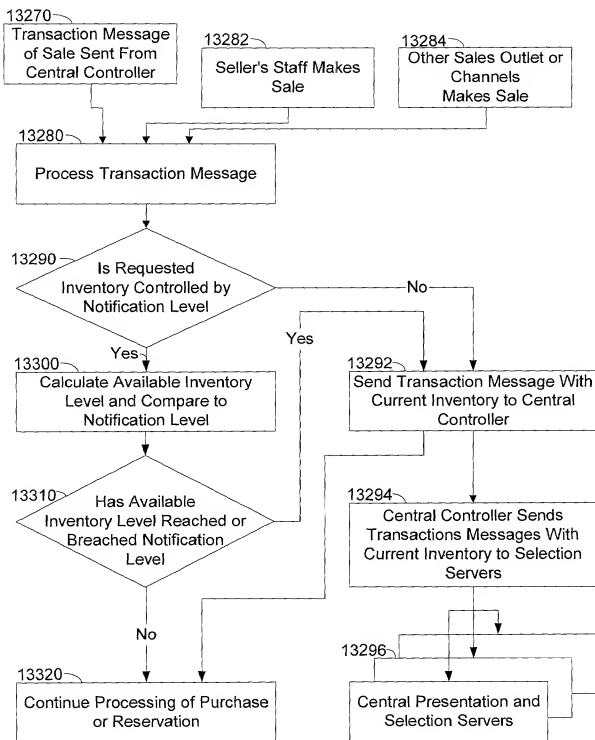 13270
Transaction Message
of Sale Sent From
Central Controller
13282
Seller's Staff Makes
Sale
13284
Other Sales Outlet or
Channels
Makes Sale
13280
Process Transaction Message
13290
Is Requested
Inventory Controlled by
Notification Level
No
Yes
Yes
13300
Calculate Available Inventory
Level and Compare to
Notification Level
13292
Send Transaction Message With
Current Inventory to Central
Controller
13310
Has Available
Inventory Level Reached or
Breached Notification
Level
13294
Central Controller Sends
Transactions Messages With
Current Inventory to Selection
Servers
No
13296
13320
Continue Processing of Purchase
or Reservation
Central Presentation and
Selection Servers